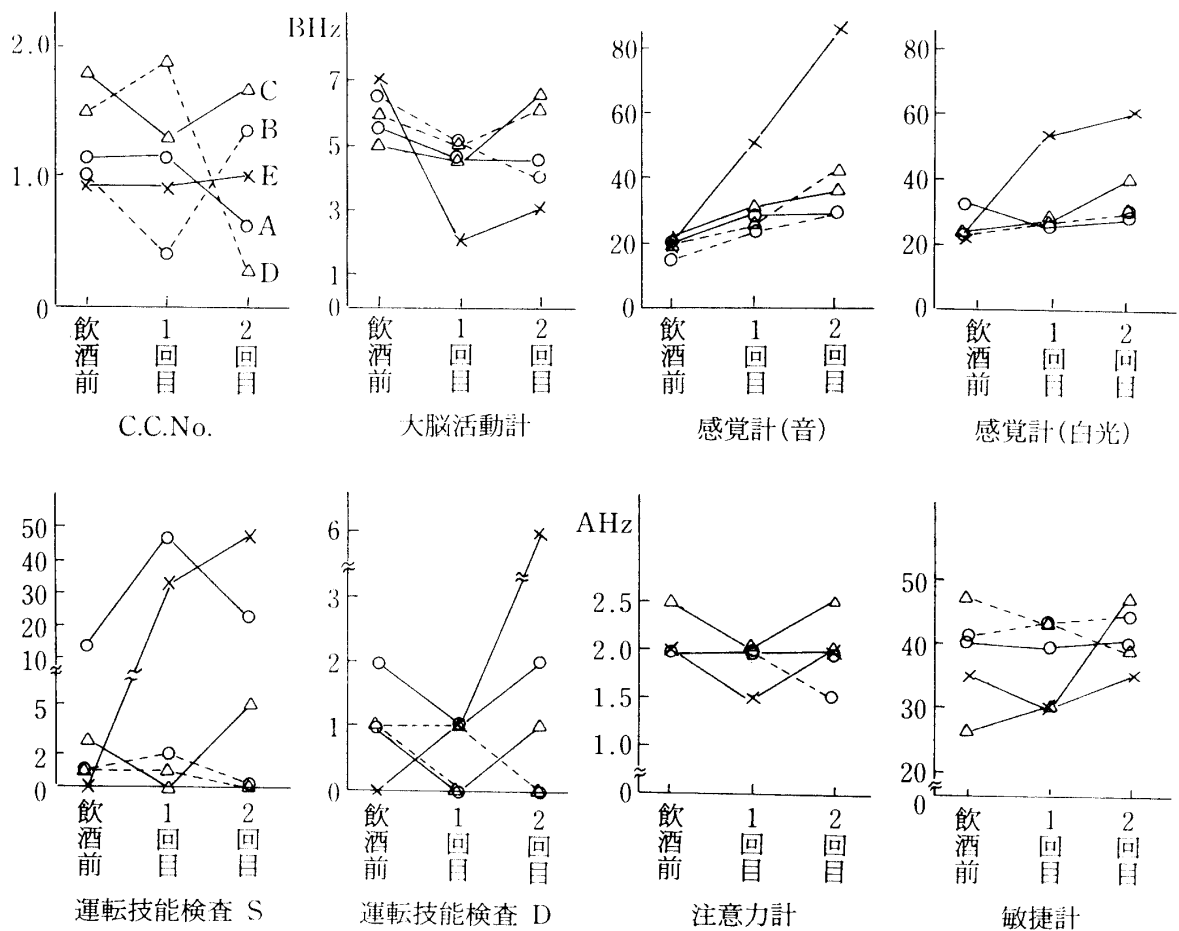 2.0
1.0
0
C
B
E
A
D
飲酒前
1回目
2回目
C.C.No.
BHz
7
5
3
1
0
飲酒前
1回目
2回目
大脳活動計
80
60
40
20
0
飲酒前
1回目
2回目
感覚計(音)
80
60
40
20
0
飲酒前
1回目
2回目
感覚計(白光)
50
40
30
20
10
5
2
0
飲酒前
1回目
2回目
運転技能検査 S
6
2
1
0
飲酒前
1回目
2回目
運転技能検査 D
AHz
2.5
2.0
1.5
1.0
0
飲酒前
1回目
2回目
注意力計
50
40
30
20
0
飲酒前
1回目
2回目
敏捷計